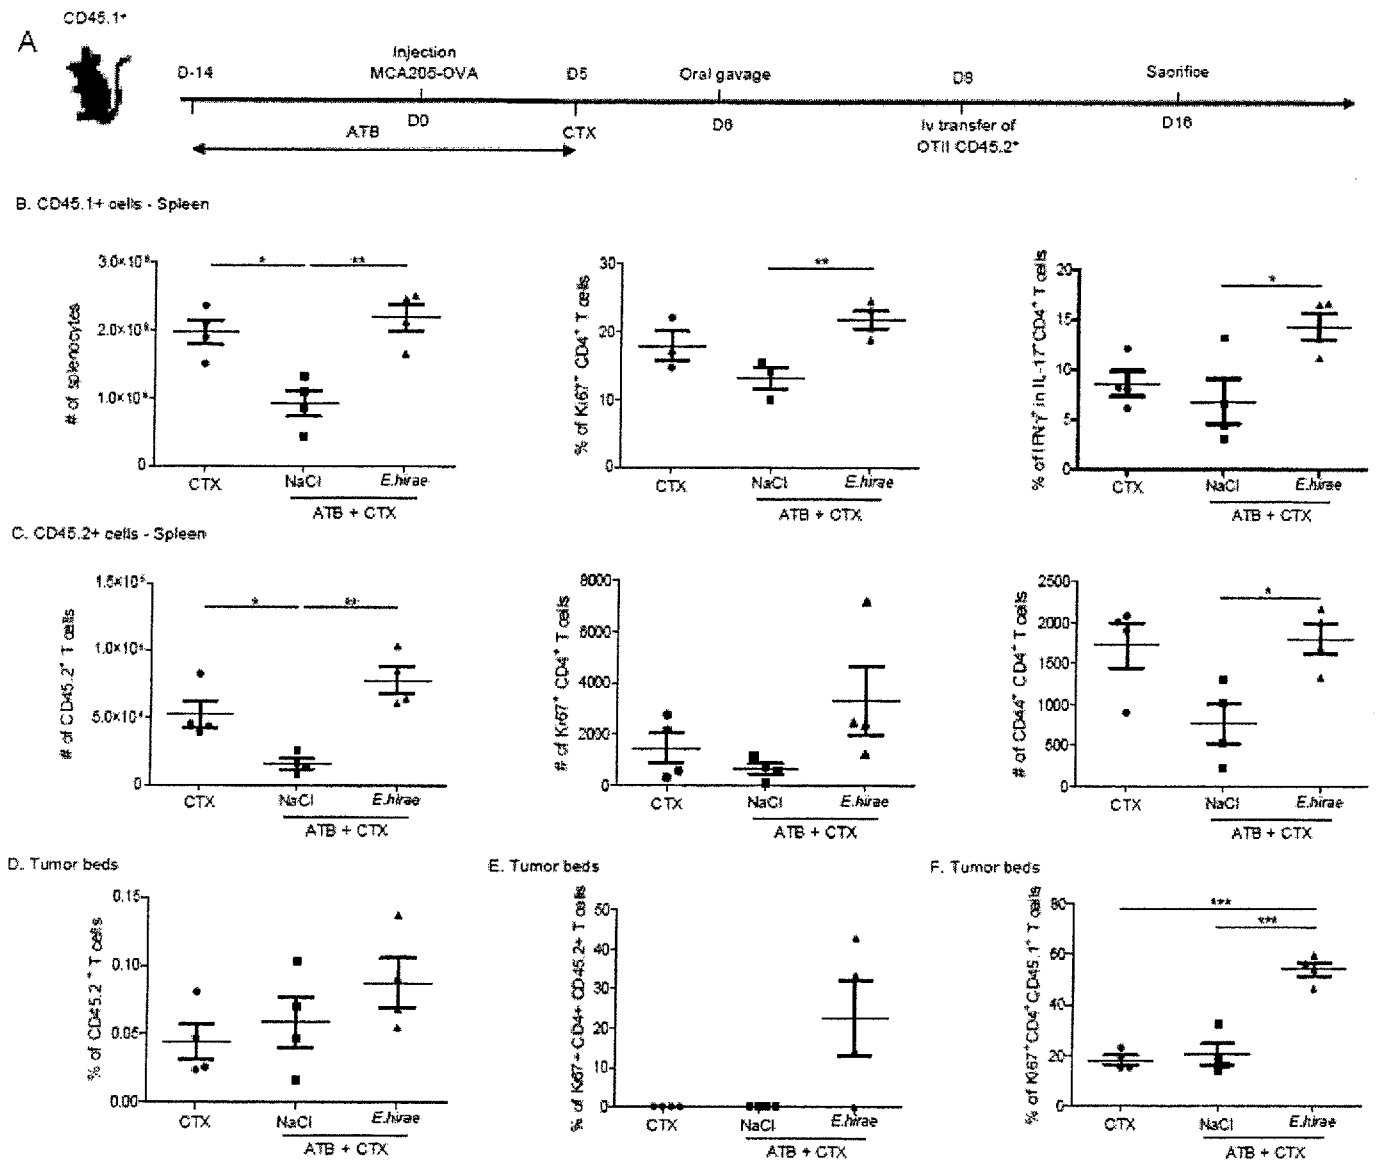 CD45.1+
A
D-14
Injection
MCA205-OVA
D5
Oral gavage
D8
Sacrifice
ATB
D0
CTX
D6
Iv transfer of
OTII CD45.2+
D16
B. CD45.1+ cells - Spleen
# of splenocytes
3.0×10⁸
2.0×10⁸
1.0×10⁸
0
*
**
CTX
NaCl
E.hirae
ATB + CTX
% of Ki67+ CD4+ T cells
30
20
10
0
**
CTX
NaCl
E.hirae
ATB + CTX
% of IFN-γ+ in IL-17+CD4+ T cells
20
15
10
5
0
*
CTX
NaCl
E.hirae
ATB + CTX
C. CD45.2+ cells - Spleen
# of CD45.2+ T cells
1.5×10⁵
1.0×10⁵
5.0×10⁴
0
*
**
CTX
NaCl
E.hirae
ATB + CTX
# of Ki67+ CD4+ T cells
8000
6000
4000
2000
0
CTX
NaCl
E.hirae
ATB + CTX
# of CD44+ CD4+ T cells
2500
2000
1500
1000
500
0
*
CTX
NaCl
E.hirae
ATB + CTX
D. Tumor beds
% of CD45.2+ T cells
0.15
0.10
0.05
0.00
CTX
NaCl
E.hirae
ATB + CTX
E. Tumor beds
% of Ki67+ CD4+ CD45.2+ T cells
50
40
30
20
10
0
CTX
NaCl
E.hirae
ATB + CTX
F. Tumor beds
% of Ki67+CD4+CD45.1+ T cells
80
60
40
20
0
***
***
CTX
NaCl
E.hirae
ATB + CTX